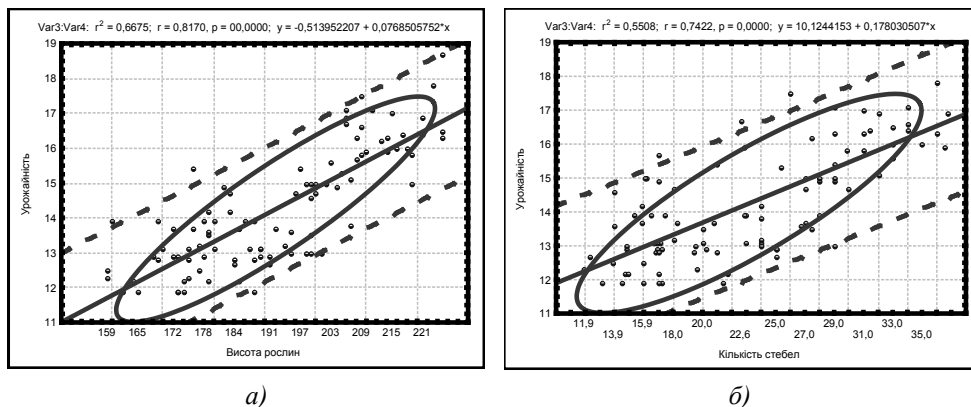 Var3:Var4: r² = 0,6675; r = 0,8170, p = 00,0000; y = -0,513952207 + 0,0768505752*x
19
18
17
16
15
14
13
12
11
Урожайність
159 165 172 178 184 191 197 203 209 215 221
Висота рослин
а)
Var3:Var4: r² = 0,5508; r = 0,7422, p = 0,0000; y = 10,1244153 + 0,178030507*x
19
18
17
16
15
14
13
12
11
Урожайність
11,9 15,9 20,0 25,0 29,0 33,0
13,9 18,0 22,6 27,0 31,0 35,0
Кількість стебел
б)